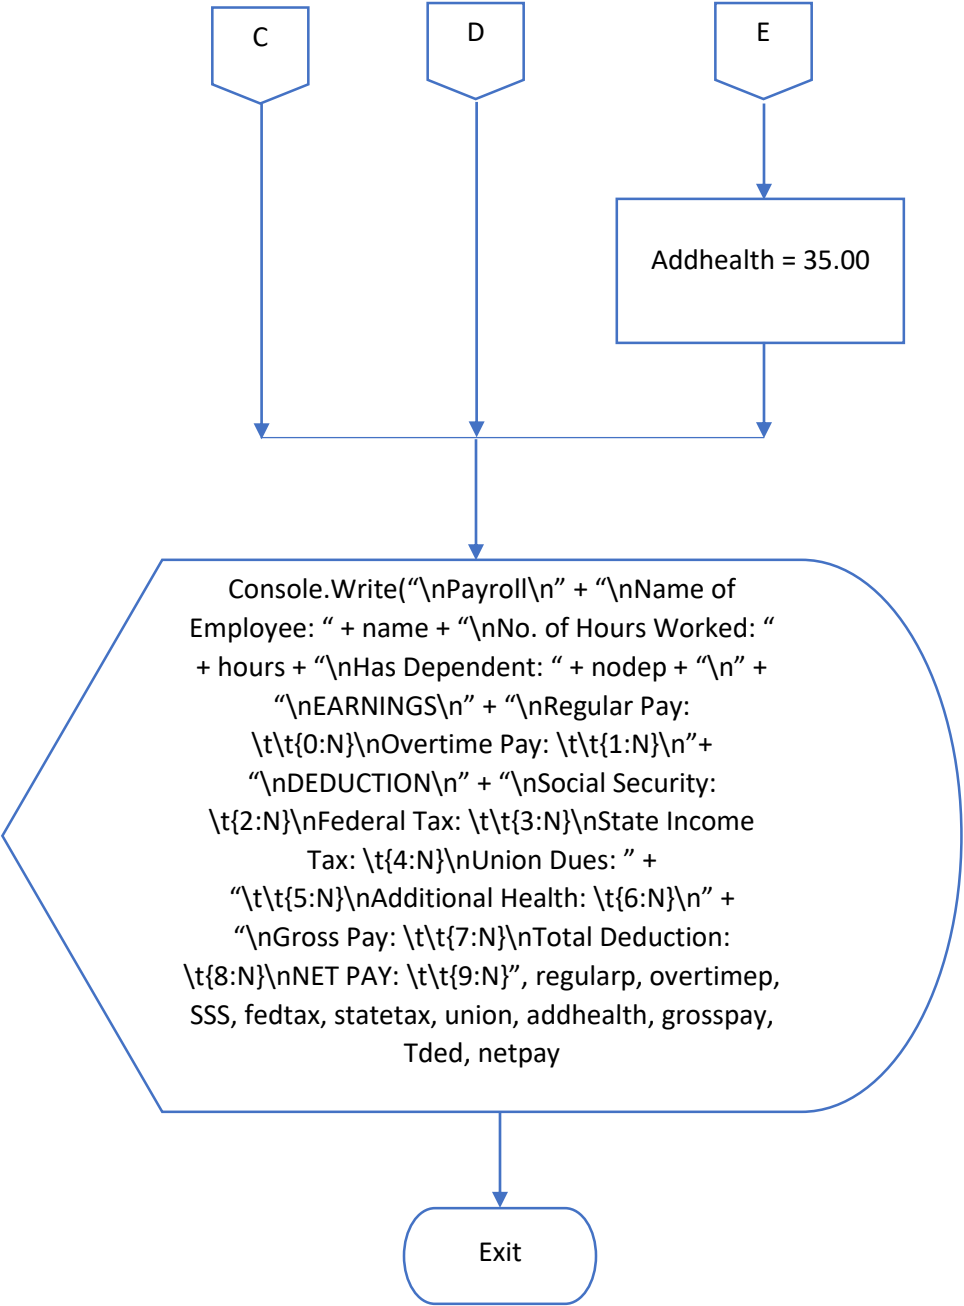 C
D
E
Addhealth = 35.00
Console.Write(“\nPayroll\n” + “\nName of
Employee: “ + name + “\nNo. of Hours Worked: “
+ hours + “\nHas Dependent: “ + nodep + “\n” +
“\nEARNINGS\n” + “\nRegular Pay:
\t\t{0:N}\nOvertime Pay: \t\t{1:N}\n”+
“\nDEDUCTION\n” + “\nSocial Security:
\t{2:N}\nFederal Tax: \t\t{3:N}\nState Income
Tax: \t{4:N}\nUnion Dues: ” +
“\t\t{5:N}\nAdditional Health: \t{6:N}\n” +
“\nGross Pay: \t\t{7:N}\nTotal Deduction:
\t{8:N}\nNET PAY: \t\t{9:N}”, regularp, overtimep,
SSS, fedtax, statetax, union, addhealth, grosspay,
Tded, netpay
Exit